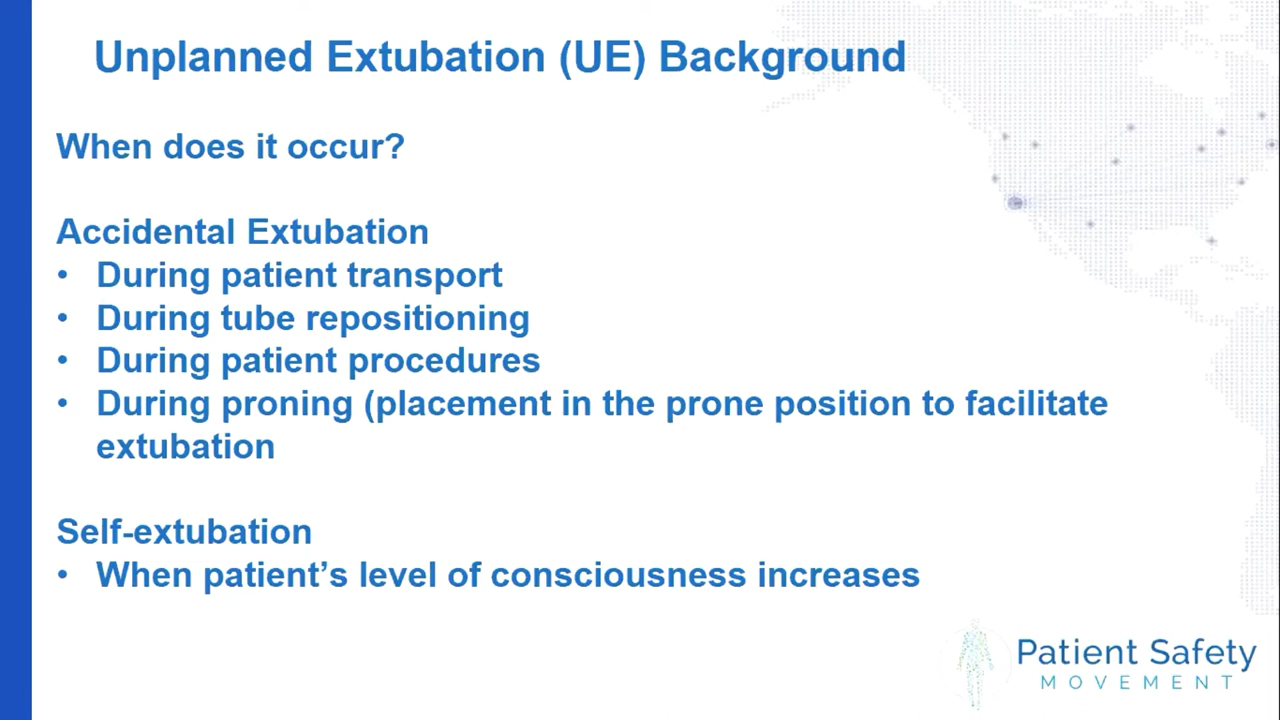 Unplanned Extubation (UE) Background
When does it occur?
Accidental Extubation
• During patient transport
• During tube repositioning
• During patient procedures
• During proning (placement in the prone position to facilitate
extubation
Self-extubation
• When patient’s level of consciousness increases
Patient Safety
MOVEMENT